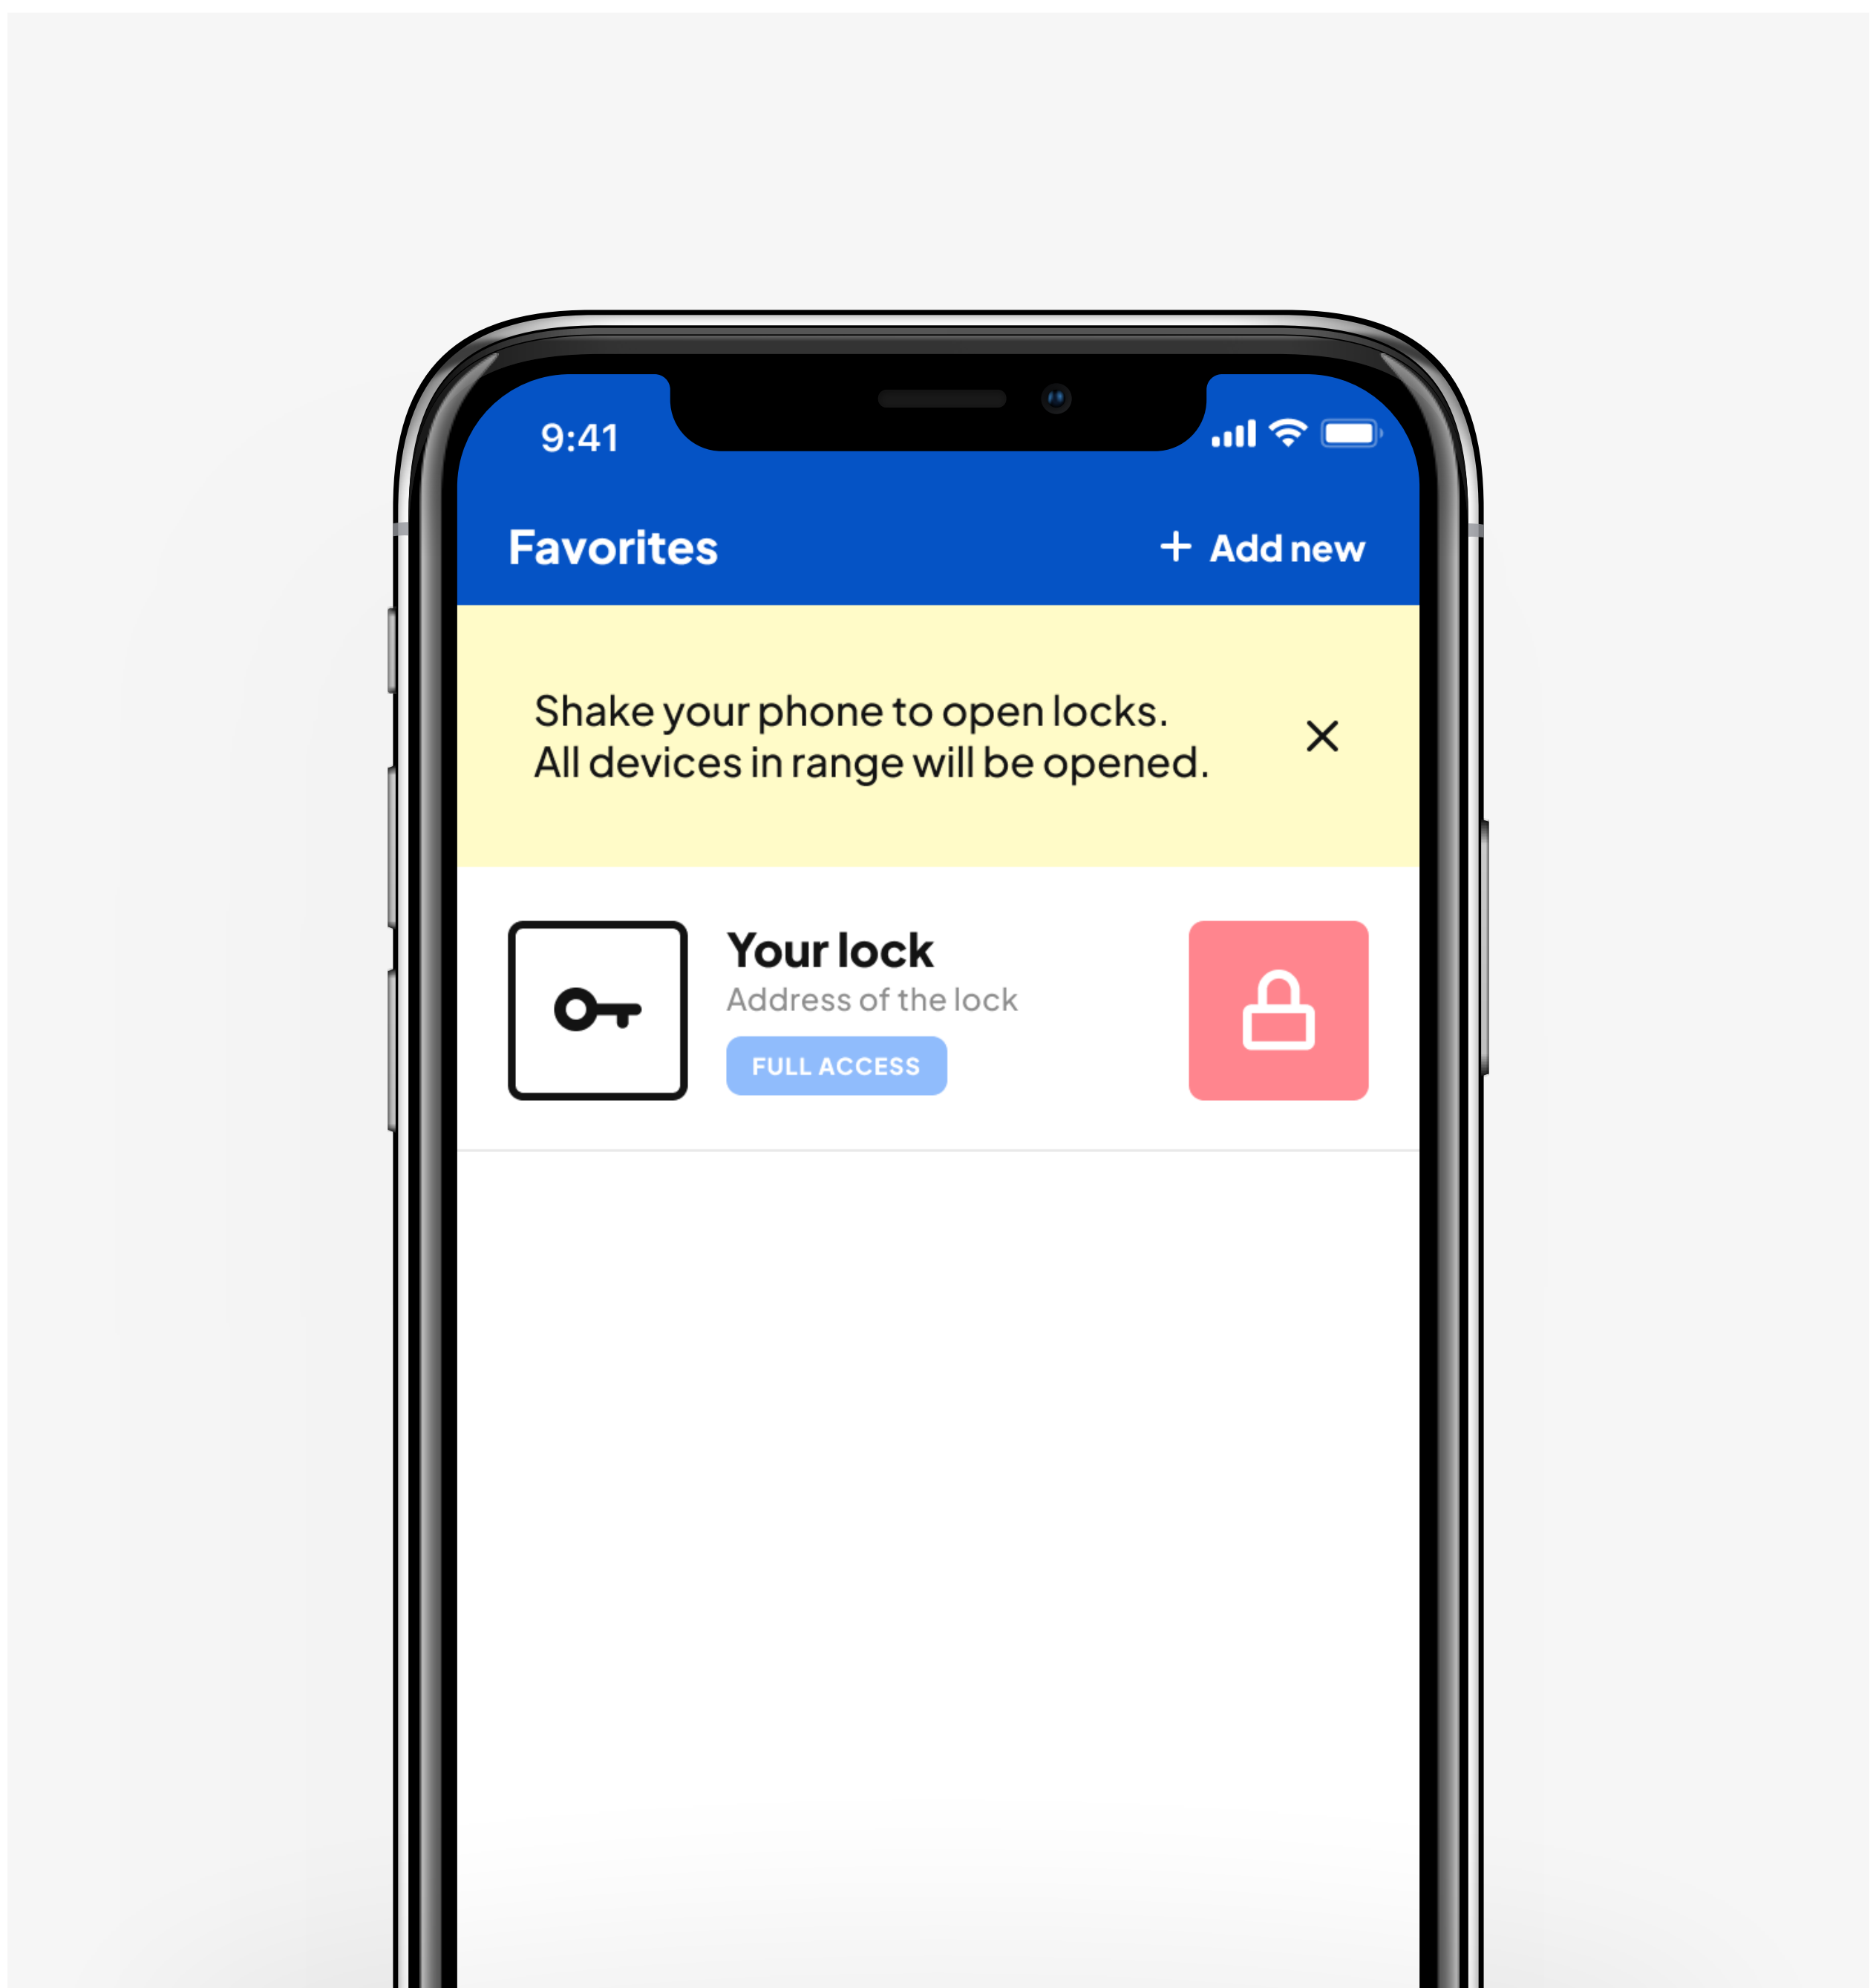 9:41
Favorites
+ Add new
Shake your phone to open locks.
All devices in range will be opened.
Your lock
Address of the lock
FULL ACCESS